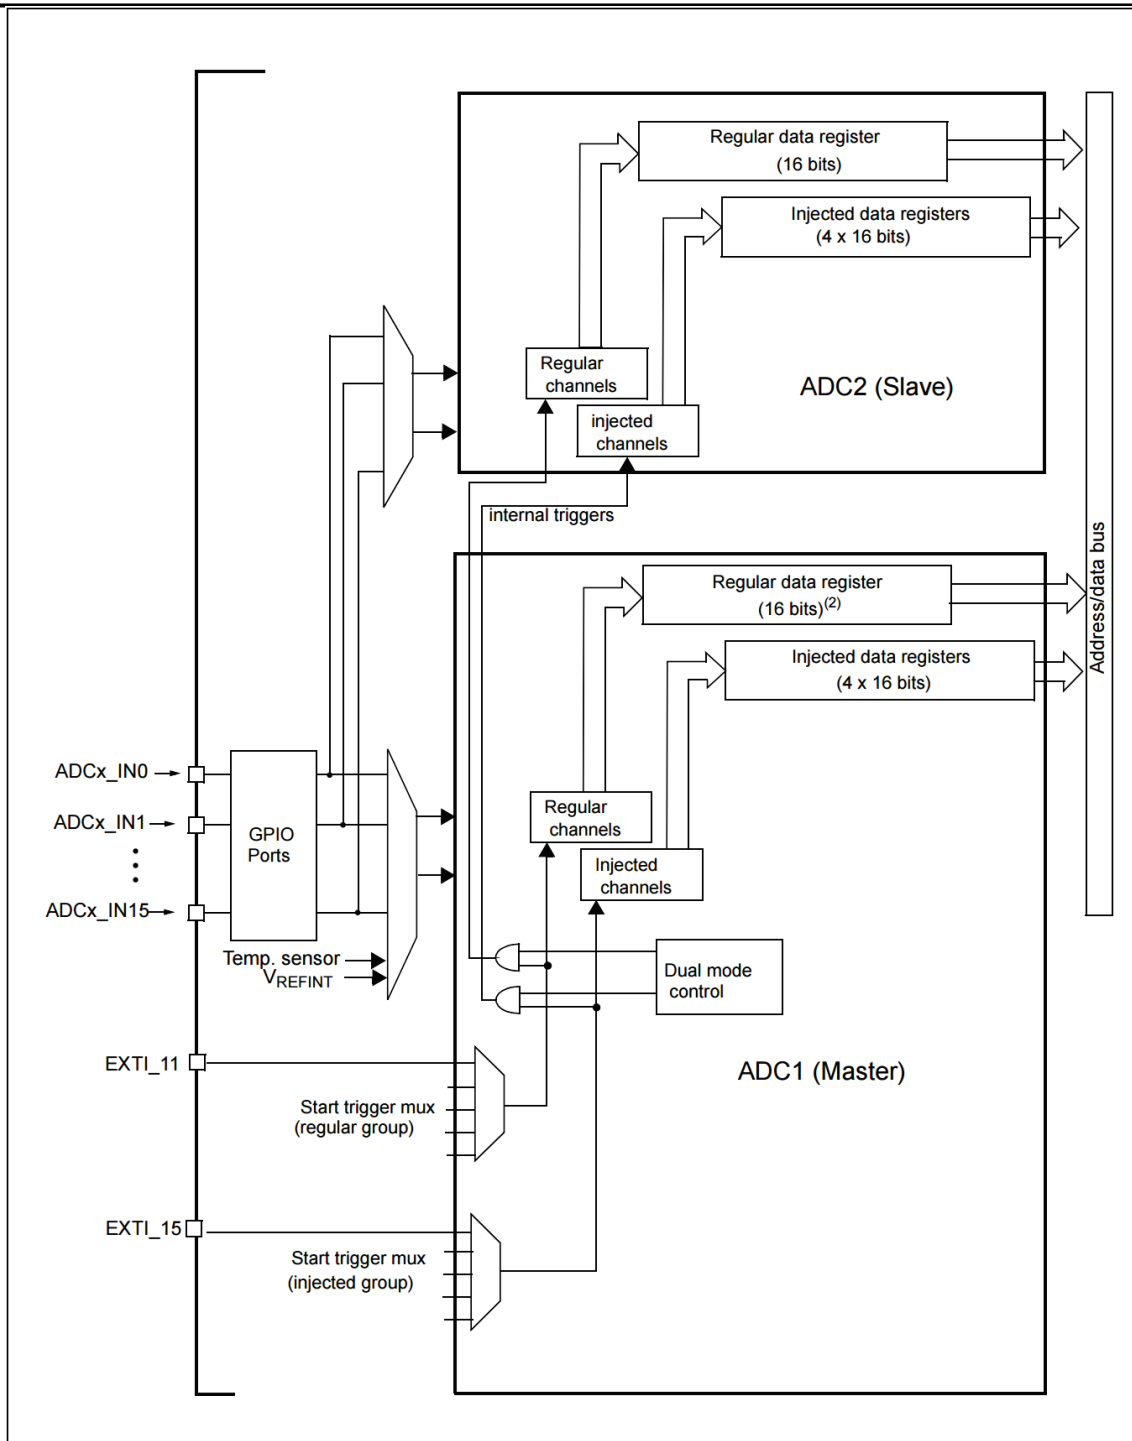 Regular data register
(16 bits)
Injected data registers
(4 x 16 bits)
Regular
channels
ADC2 (Slave)
injected
channels
internal triggers
Address/data bus
Regular data register
(16 bits)(2)
Injected data registers
(4 x 16 bits)
ADCx_IN0
ADCx_IN1
ADCx_IN15
GPIO
Ports
Regular
channels
Injected
channels
Temp. sensor
VREFINT
Dual mode
control
EXTI_11
ADC1 (Master)
Start trigger mux
(regular group)
EXTI_15
Start trigger mux
(injected group)